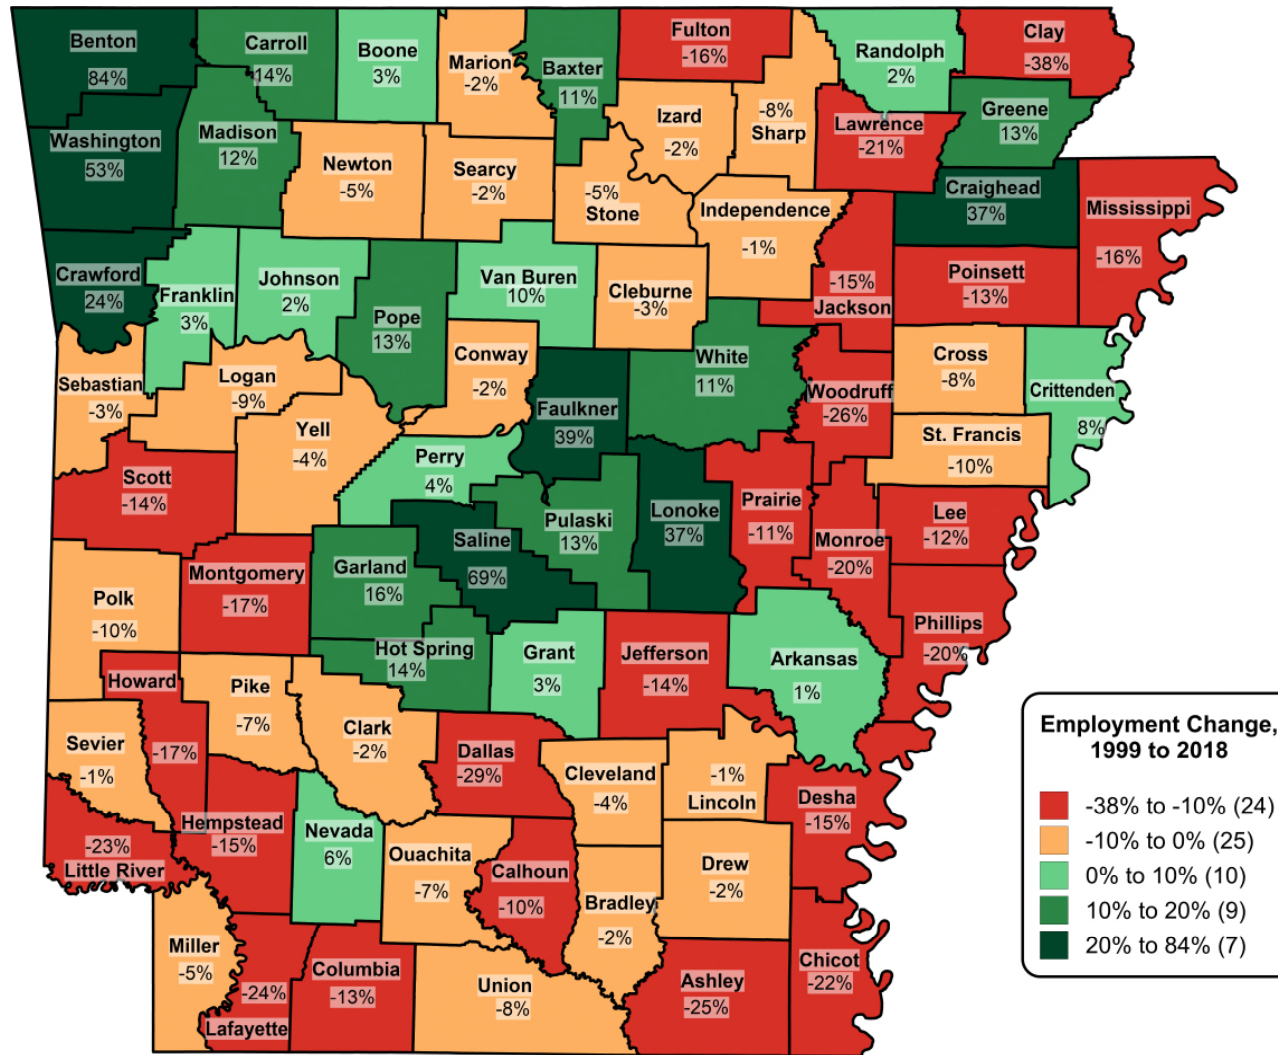 Benton
84%
Carroll
14%
Boone
3%
Marion
-2%
Baxter
11%
Fulton
-16%
Randolph
2%
Clay
-38%
Washington
53%
Madison
12%
Newton
-5%
Searcy
-2%
-5%
Stone
Izard
-2%
-8%
Sharp
Lawrence
-21%
Greene
13%
Craighead
37%
Mississippi
-16%
Independence
-1%
Crawford
24%
Franklin
3%
Johnson
2%
Pope
13%
Van Buren
10%
Cleburne
-3%
-15%
Jackson
Poinsett
-13%
Sebastian
-3%
Logan
-9%
Conway
-2%
Faulkner
39%
White
11%
Woodruff
-26%
Cross
-8%
Crittenden
8%
Yell
-4%
St. Francis
-10%
Scott
-14%
Perry
4%
Saline
69%
Pulaski
13%
Lonoke
37%
Prairie
-11%
Monroe
-20%
Lee
-12%
Polk
-10%
Montgomery
-17%
Garland
16%
Hot Spring
14%
Grant
3%
Jefferson
-14%
Arkansas
1%
Phillips
-20%
Howard
-17%
Pike
-7%
Clark
-2%
Dallas
-29%
Sevier
-1%
Cleveland
-4%
-1%
Lincoln
Desha
-15%
-23%
Little River
Hempstead
-15%
Nevada
6%
Ouachita
-7%
Calhoun
-10%
Bradley
-2%
Drew
-2%
Miller
-5%
-24%
Lafayette
Columbia
-13%
Union
-8%
Ashley
-25%
Chicot
-22%
Employment Change,
1999 to 2018
-38% to -10% (24)
-10% to 0% (25)
0% to 10% (10)
10% to 20% (9)
20% to 84% (7)